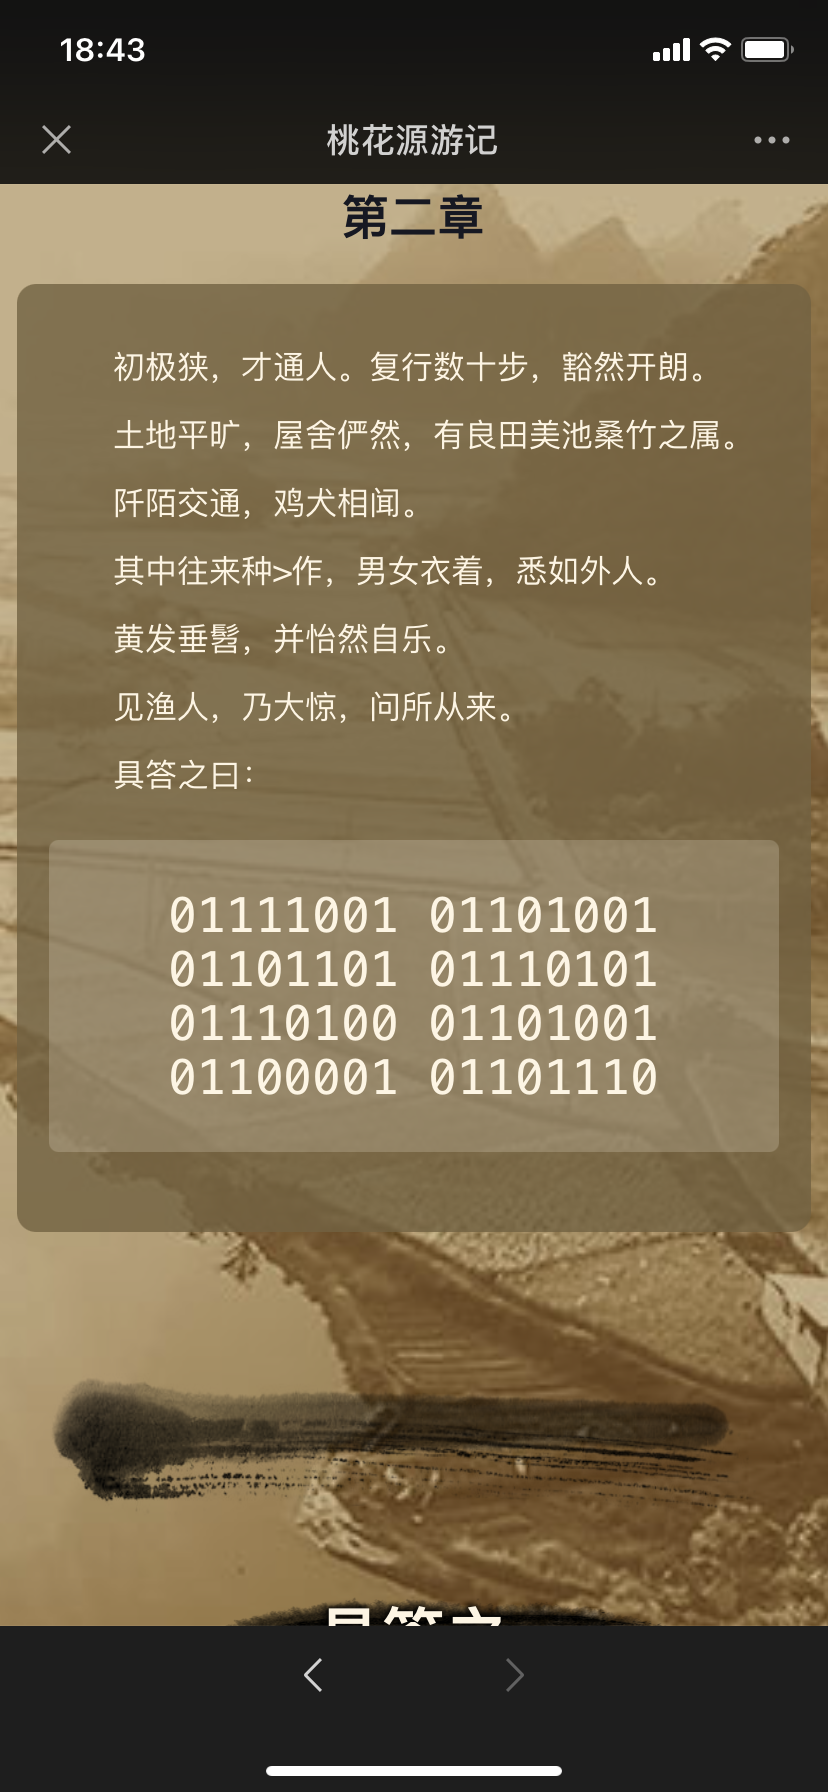 18:43
桃花源游记
第二章
初极狭，才通人。复行数十步，豁然开朗。
土地平旷，屋舍俨然，有良田美池桑竹之属。
阡陌交通，鸡犬相闻。
其中往来种>作，男女衣着，悉如外人。
黄发垂髫，并怡然自乐。
见渔人，乃大惊，问所从来。
具答之曰：
01111001 01101001
01101101 01110101
01110100 01101001
01100001 01101110
具答之